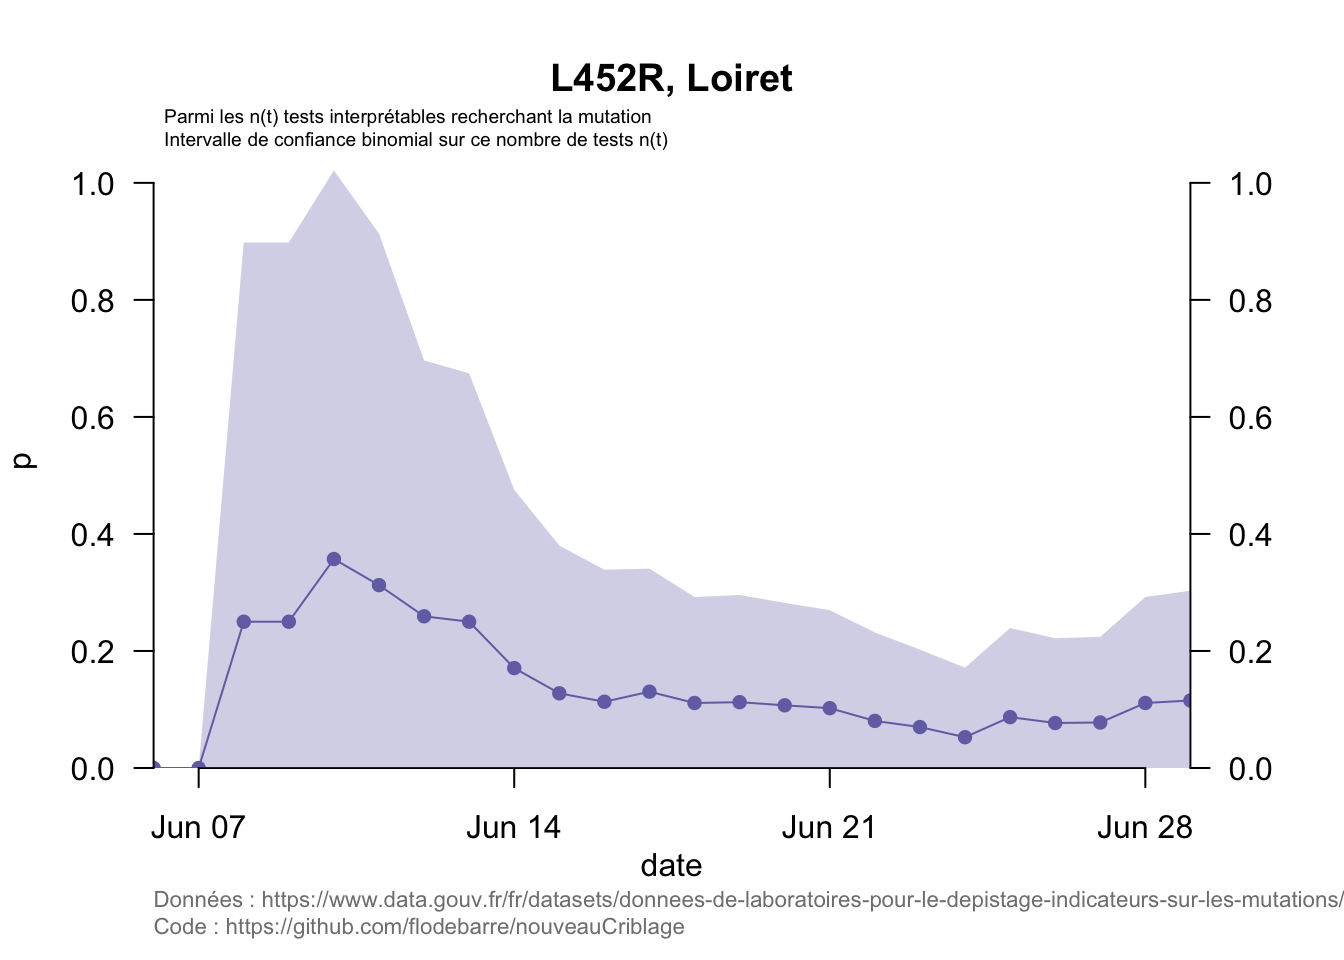 L452R, Loiret
Parmi les n(t) tests interprétables recherchant la mutation
Intervalle de confiance binomial sur ce nombre de tests n(t)
1.0 1.0
0.8 0.8
0.6 0.6
p
0.4 0.4
0.2 0.2
0.0 0.0
Jun 07 Jun 14 Jun 21 Jun 28
date
Données : https://www.data.gouv.fr/fr/datasets/donnees-de-laboratoires-pour-le-depistage-indicateurs-sur-les-mutations/
Code : https://github.com/flodebarre/nouveauCriblage